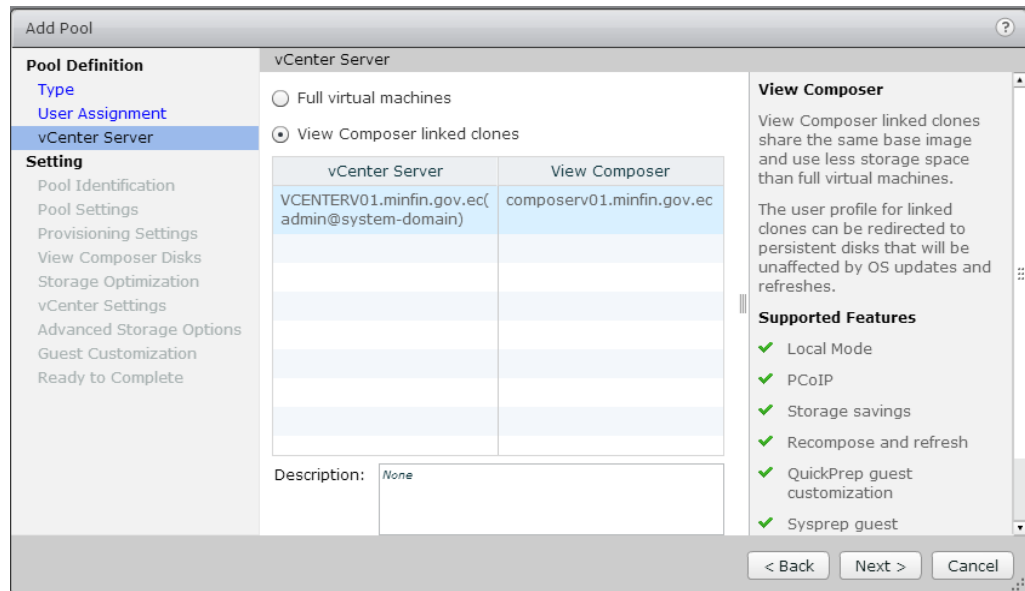 Add Pool
?
Pool Definition
Type
User Assignment
vCenter Server
Setting
Pool Identification
Pool Settings
Provisioning Settings
View Composer Disks
Storage Optimization
vCenter Settings
Advanced Storage Options
Guest Customization
Ready to Complete
vCenter Server
Full virtual machines
View Composer linked clones
vCenter Server View Composer
VCENTERV01.minfin.gov.ec( composerv01.minfin.gov.ec
admin@system-domain)
Description: None
View Composer
View Composer linked clones
share the same base image
and use less storage space
than full virtual machines.
The user profile for linked
clones can be redirected to
persistent disks that will be
unaffected by OS updates and
refreshes.
Supported Features
Local Mode
PCoIP
Storage savings
Recompose and refresh
QuickPrep guest
customization
Sysprep guest
< Back Next > Cancel